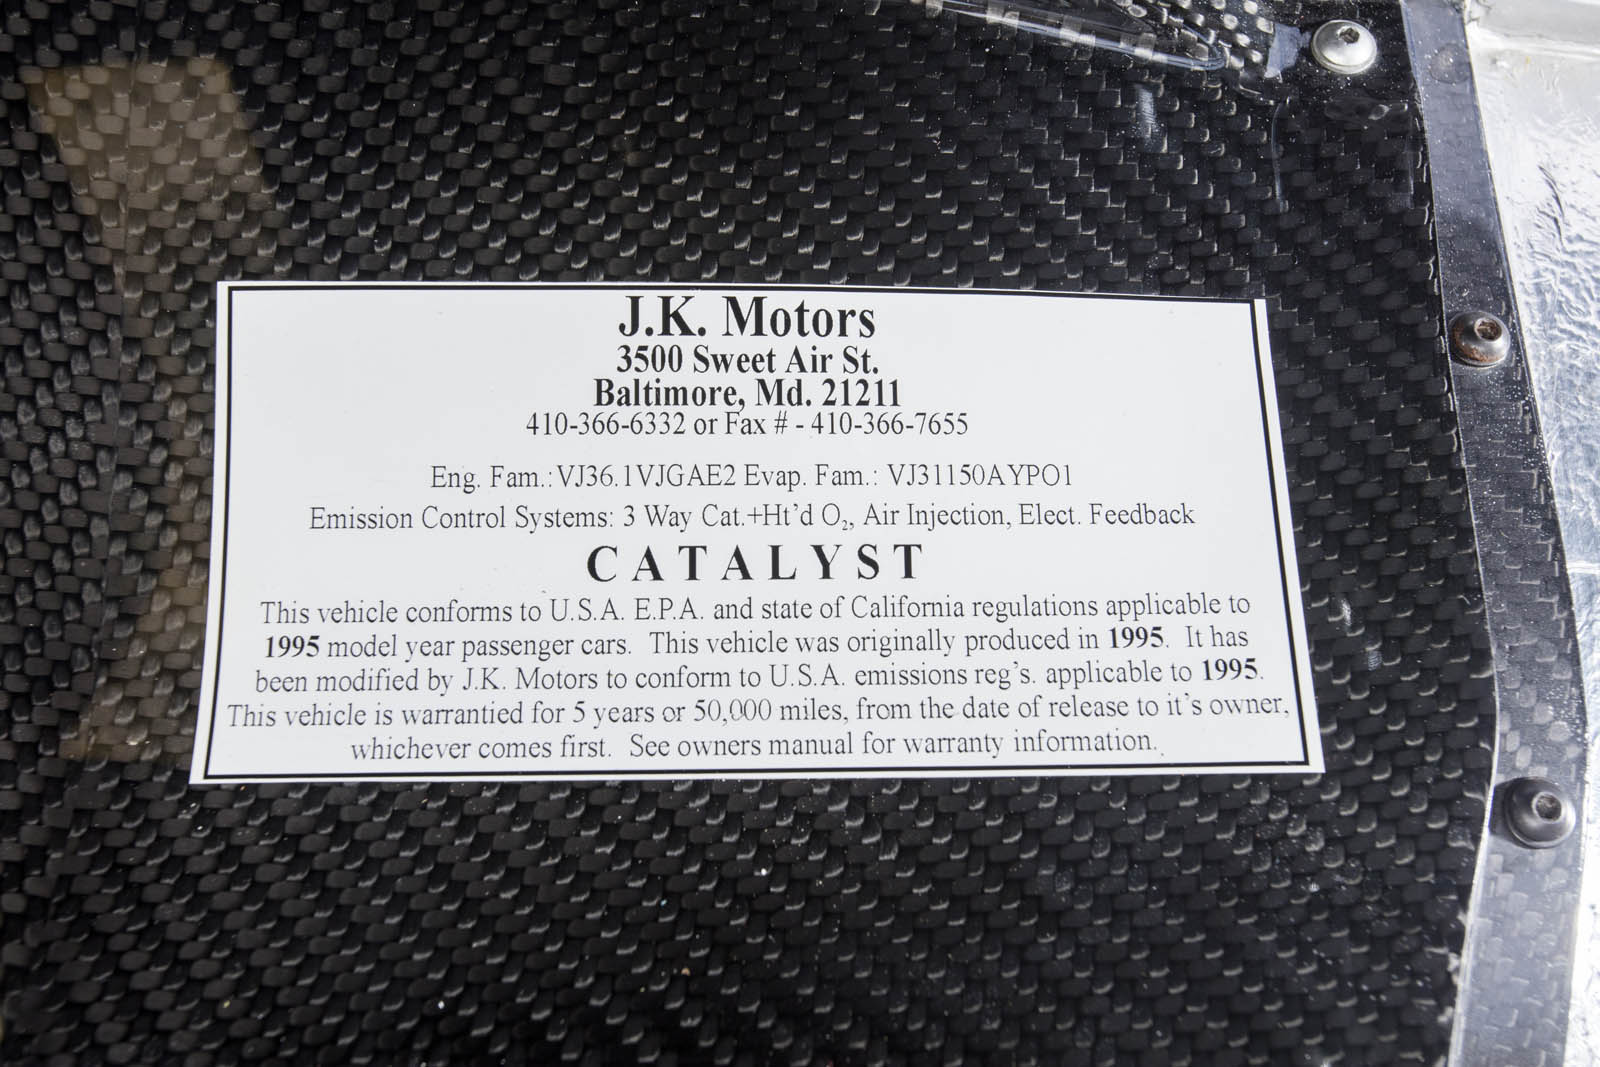 J.K. Motors
3500 Sweet Air St.
Baltimore, Md. 21211
410-366-6332 or Fax # - 410-366-7655
Eng. Fam.: VJ36.1VJGAE2 Evap. Fam.: VJ31150AYPO1
Emission Control Systems: 3 Way Cat.+Ht'd O₂, Air Injection, Elect. Feedback
CATALYST
This vehicle conforms to U.S.A. E.P.A. and state of California regulations applicable to
1995 model year passenger cars. This vehicle was originally produced in 1995. It has
been modified by J.K. Motors to conform to U.S.A. emissions reg's. applicable to 1995.
This vehicle is warrantied for 5 years or 50,000 miles, from the date of release to it's owner,
whichever comes first. See owners manual for warranty information.